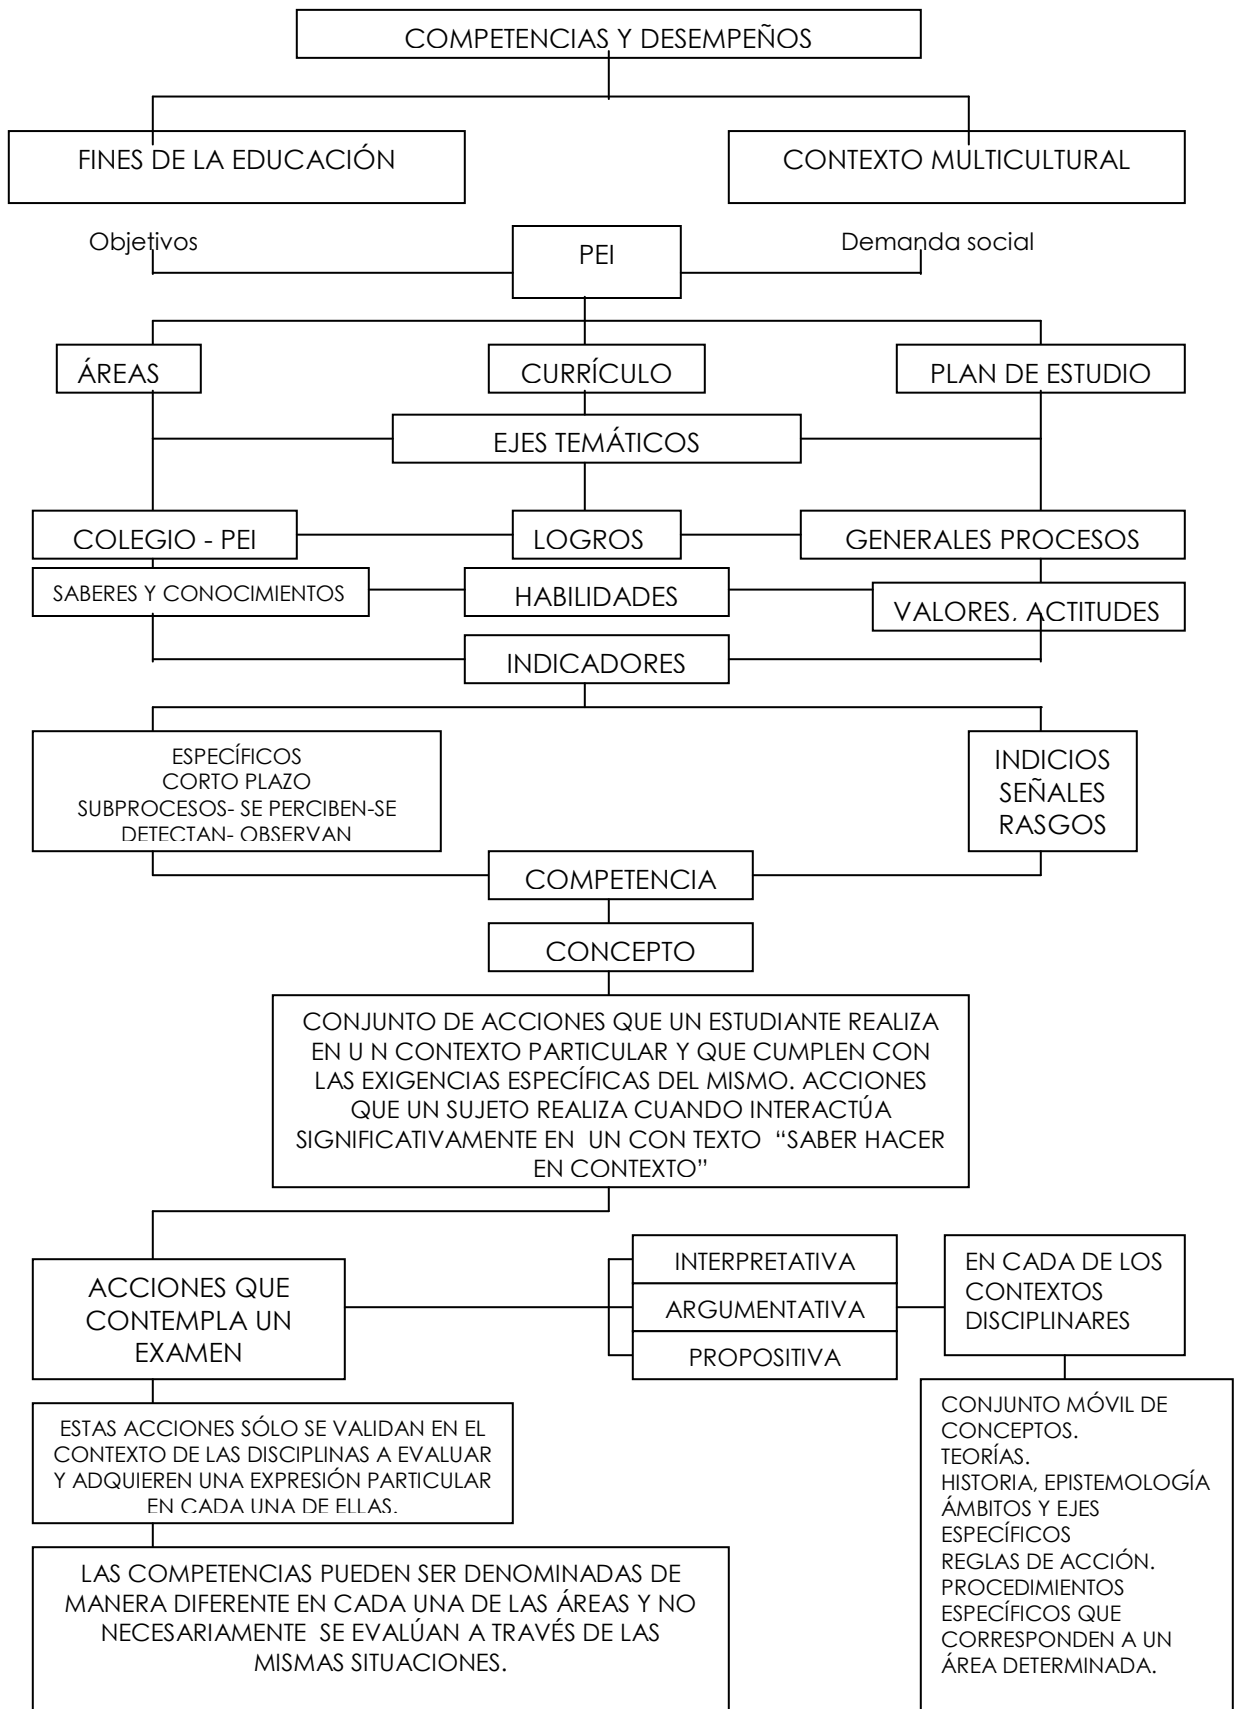 COMPETENCIAS Y DESEMPEÑOS
FINES DE LA EDUCACIÓN
CONTEXTO MULTICULTURAL
Objetivos
PEI
Demanda social
ÁREAS
CURRÍCULO
PLAN DE ESTUDIO
EJES TEMÁTICOS
COLEGIO - PEI
LOGROS
GENERALES PROCESOS
SABERES Y CONOCIMIENTOS
HABILIDADES
VALORES, ACTITUDES
INDICADORES
ESPECÍFICOS
CORTO PLAZO
SUBPROCESOS- SE PERCIBEN-SE
DETECTAN- OBSERVAN
INDICIOS
SEÑALES
RASGOS
COMPETENCIA
CONCEPTO
CONJUNTO DE ACCIONES QUE UN ESTUDIANTE REALIZA
EN U N CONTEXTO PARTICULAR Y QUE CUMPLEN CON
LAS EXIGENCIAS ESPECÍFICAS DEL MISMO. ACCIONES
QUE UN SUJETO REALIZA CUANDO INTERACTÚA
SIGNIFICATIVAMENTE EN UN CON TEXTO “SABER HACER
EN CONTEXTO”
ACCIONES QUE
CONTEMPLA UN
EXAMEN
INTERPRETATIVA
ARGUMENTATIVA
PROPOSITIVA
EN CADA DE LOS
CONTEXTOS
DISCIPLINARES
ESTAS ACCIONES SÓLO SE VALIDAN EN EL
CONTEXTO DE LAS DISCIPLINAS A EVALUAR
Y ADQUIEREN UNA EXPRESIÓN PARTICULAR
EN CADA UNA DE ELLAS.
CONJUNTO MÓVIL DE
CONCEPTOS.
TEORÍAS.
HISTORIA, EPISTEMOLOGÍA
ÁMBITOS Y EJES
ESPECÍFICOS
REGLAS DE ACCIÓN.
PROCEDIMIENTOS
ESPECÍFICOS QUE
CORRESPONDEN A UN
ÁREA DETERMINADA.
LAS COMPETENCIAS PUEDEN SER DENOMINADAS DE
MANERA DIFERENTE EN CADA UNA DE LAS ÁREAS Y NO
NECESARIAMENTE SE EVALÚAN A TRAVÉS DE LAS
MISMAS SITUACIONES.